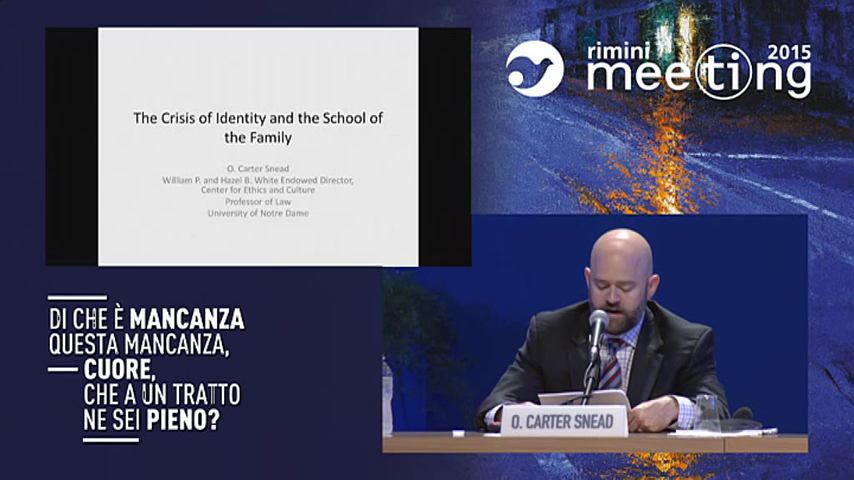 The Crisis of Identity and the School of
the Family
O. Carter Snead
William P. and Hazel B. White Endowed Director,
Center for Ethics and Culture
Professor of Law
University of Notre Dame
rimini 2015
meeting
DI CHE È MANCANZA
QUESTA MANCANZA,
CUORE,
CHE A UN TRATTO
NE SEI PIENO?
O. CARTER SNEAD